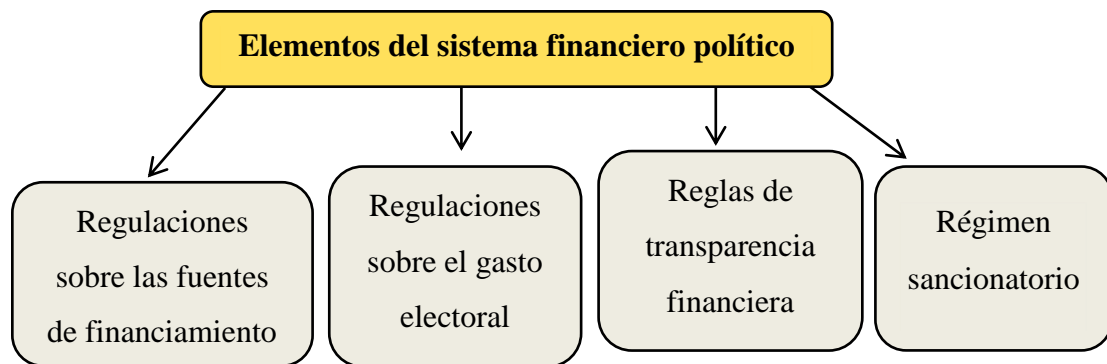 Elementos del sistema financiero político
Regulaciones
sobre las fuentes
de financiamiento
Regulaciones
sobre el gasto
electoral
Reglas de
transparencia
financiera
Régimen
sancionatorio